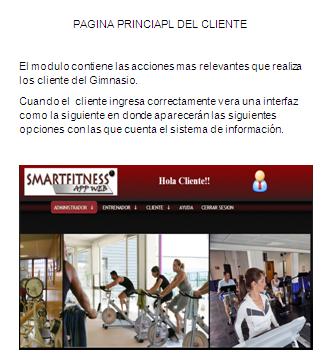 PAGINA PRINCIAPL DEL CLIENTE
El modulo contiene las acciones mas relevantes que realiza
los cliente del Gimnasio.
Cuando el cliente ingresa correctamente vera una interfaz
como la siguiente en donde aparecerán las siguientes
opciones con las que cuenta el sistema de información.
SMARTFITNESS
APP WEB
Hola Cliente!!
ADMINISTRADOR ↓ ENTRENADOR ↓ CLIENTE ↓ AYUDA CERRAR SESION